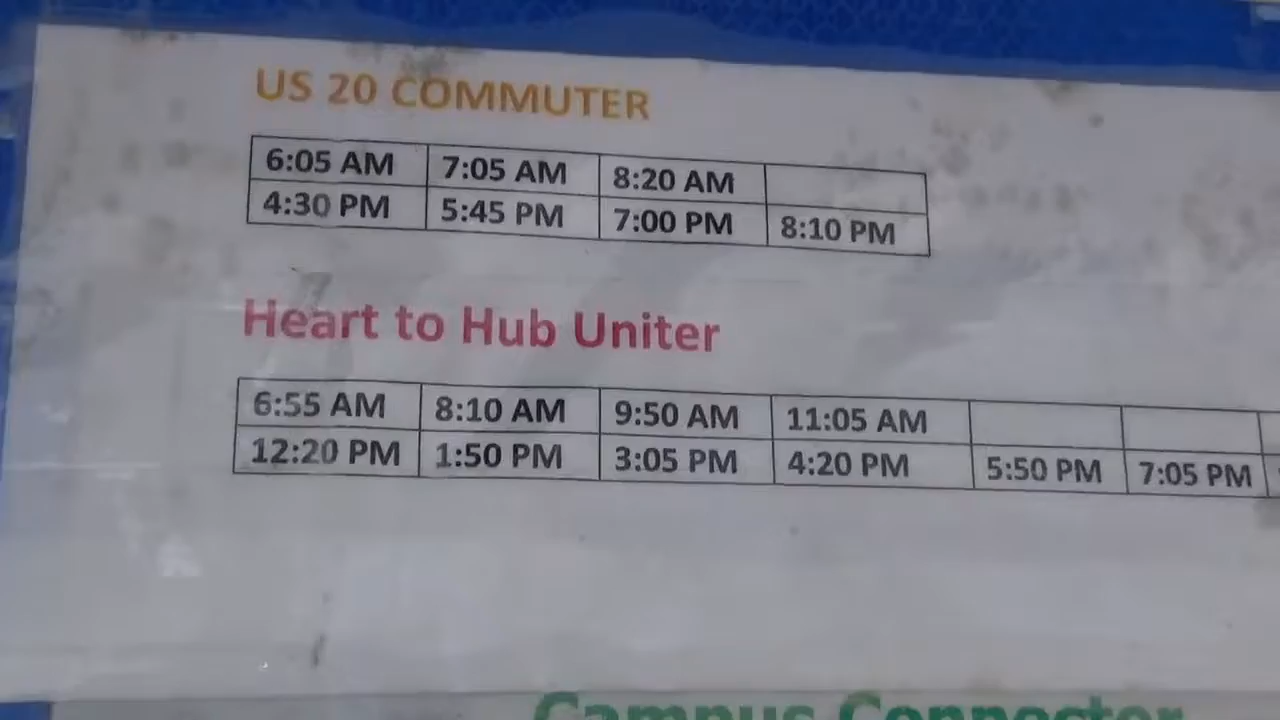 US 20 COMMUTER
6:05 AM 7:05 AM 8:20 AM
4:30 PM 5:45 PM 7:00 PM 8:10 PM
Heart to Hub Uniter
6:55 AM 8:10 AM 9:50 AM 11:05 AM
12:20 PM 1:50 PM 3:05 PM 4:20 PM 5:50 PM 7:05 PM
Campus Connector